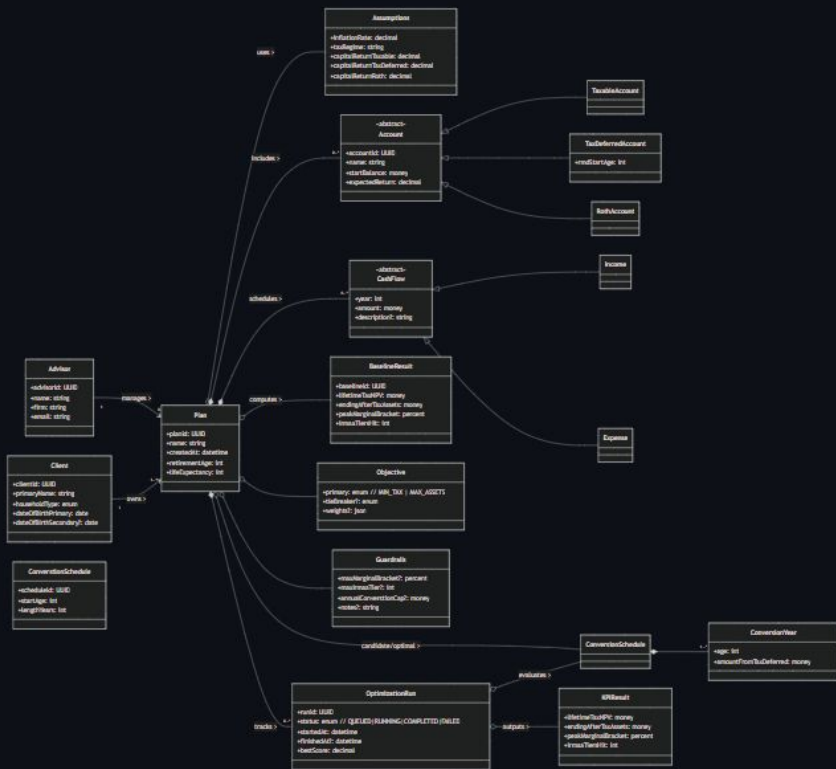 Assumptions
+inflationRate: decimal
+taxRegime: string
+capitalReturnTaxable: decimal
+capitalReturnTaxDeferred: decimal
+capitalReturnRoth: decimal
uses >
«abstract»
Account
+accountId: UUID
+name: string
+startBalance: money
+expectedReturn: decimal
includes >
0..*
TaxableAccount
TaxDeferredAccount
+rmdStartAge: int
RothAccount
«abstract»
CashFlow
+year: int
+amount: money
+description?: string
schedules >
0..*
Income
Expense
Advisor
+advisorId: UUID
+name: string
+firm: string
+email: string
manages >
1
Plan
+planId: UUID
+name: string
+createdAt: datetime
+retirementAge: int
+lifeExpectancy: int
computes >
BaselineResult
+baselineId: UUID
+lifetimeTaxNPV: money
+endingAfterTaxAssets: money
+peakMarginalBracket: percent
+irmaaTierHit: int
Client
+clientId: UUID
+primaryName: string
+householdType: enum
+dateOfBirthPrimary: date
+dateOfBirthSecondary?: date
owns >
1
Objective
+primary: enum // MIN_TAX | MAX_ASSETS
+tieBreaker?: enum
+weights?: json
ConverstionSchedule
+scheduleId: UUID
+startAge: int
+lengthYears: int
Guardrails
+maxMarginalBracket?: percent
+maxIrmaaTier?: int
+annualConverstionCap?: money
+notes?: string
candidate/optimal >
ConversionSchedule
ConversionYear
+age: int
+amountFromTaxDeferred: money
evaluates >
OptimizationRun
+runId: UUID
+status: enum // QUEUED|RUNNING|COMPLETED|FAILED
+startedAt: datetime
+finishedAt?: datetime
+bestScore: decimal
tracks >
0..*
outputs >
KPIResult
+lifetimeTaxNPV: money
+endingAfterTaxAssets: money
+peakMarginalBracket: percent
+irmaaTierHit: int